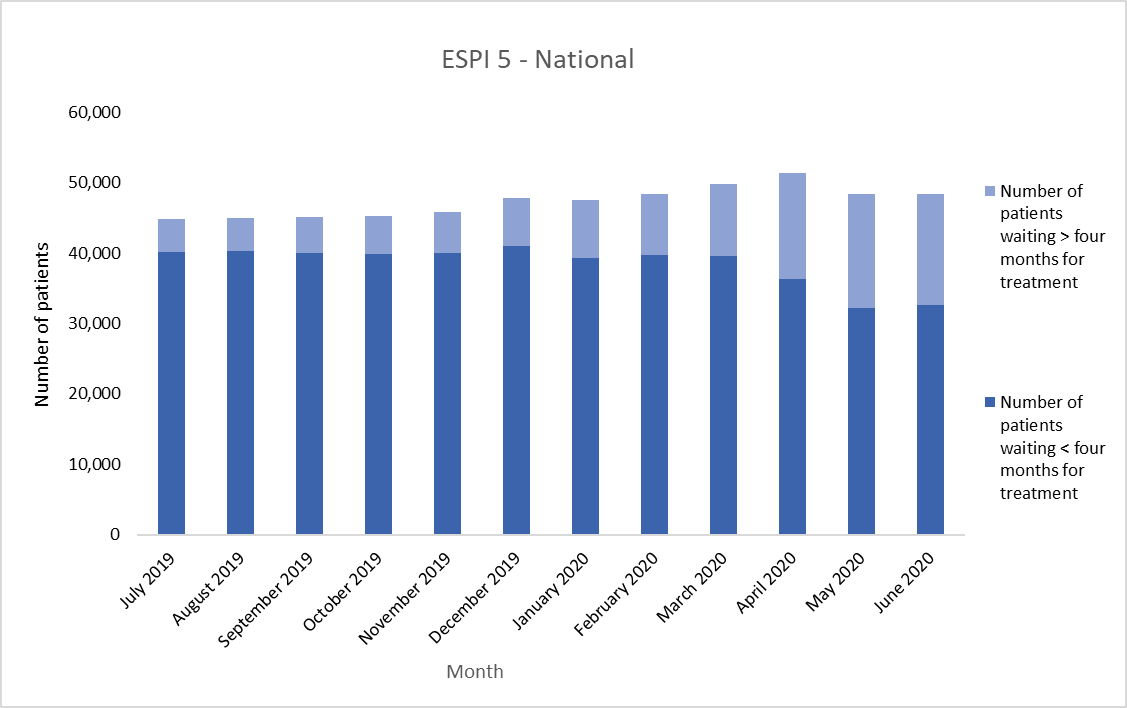 ESPI 5 - National
60,000
50,000
40,000
30,000
20,000
10,000
0
Number of patients
July 2019
August 2019
September 2019
October 2019
November 2019
December 2019
January 2020
February 2020
March 2020
April 2020
May 2020
June 2020
Month
Number of
patients
waiting > four
months for
treatment
Number of
patients
waiting < four
months for
treatment